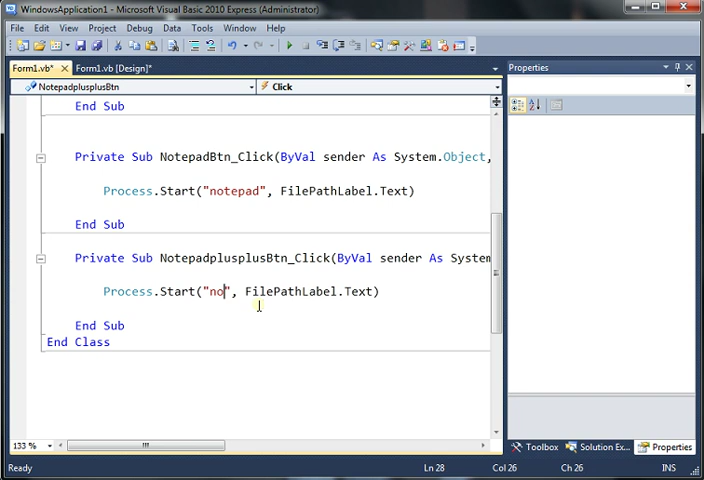 WindowsApplication1 - Microsoft Visual Basic 2010 Express (Administrator)
File Edit View Project Debug Data Tools Window Help
Form1.vb* Form1.vb [Design]*
NotepadplusplusBtn Click
End Sub
Private Sub NotepadBtn_Click(ByVal sender As System.Object,
Process.Start("notepad", FilePathLabel.Text)
End Sub
Private Sub NotepadplusplusBtn_Click(ByVal sender As System
Process.Start("no", FilePathLabel.Text)
End Sub
End Class
133 %
Properties
Toolbox Solution Ex... Properties
Ready Ln 28 Col 26 Ch 26 INS